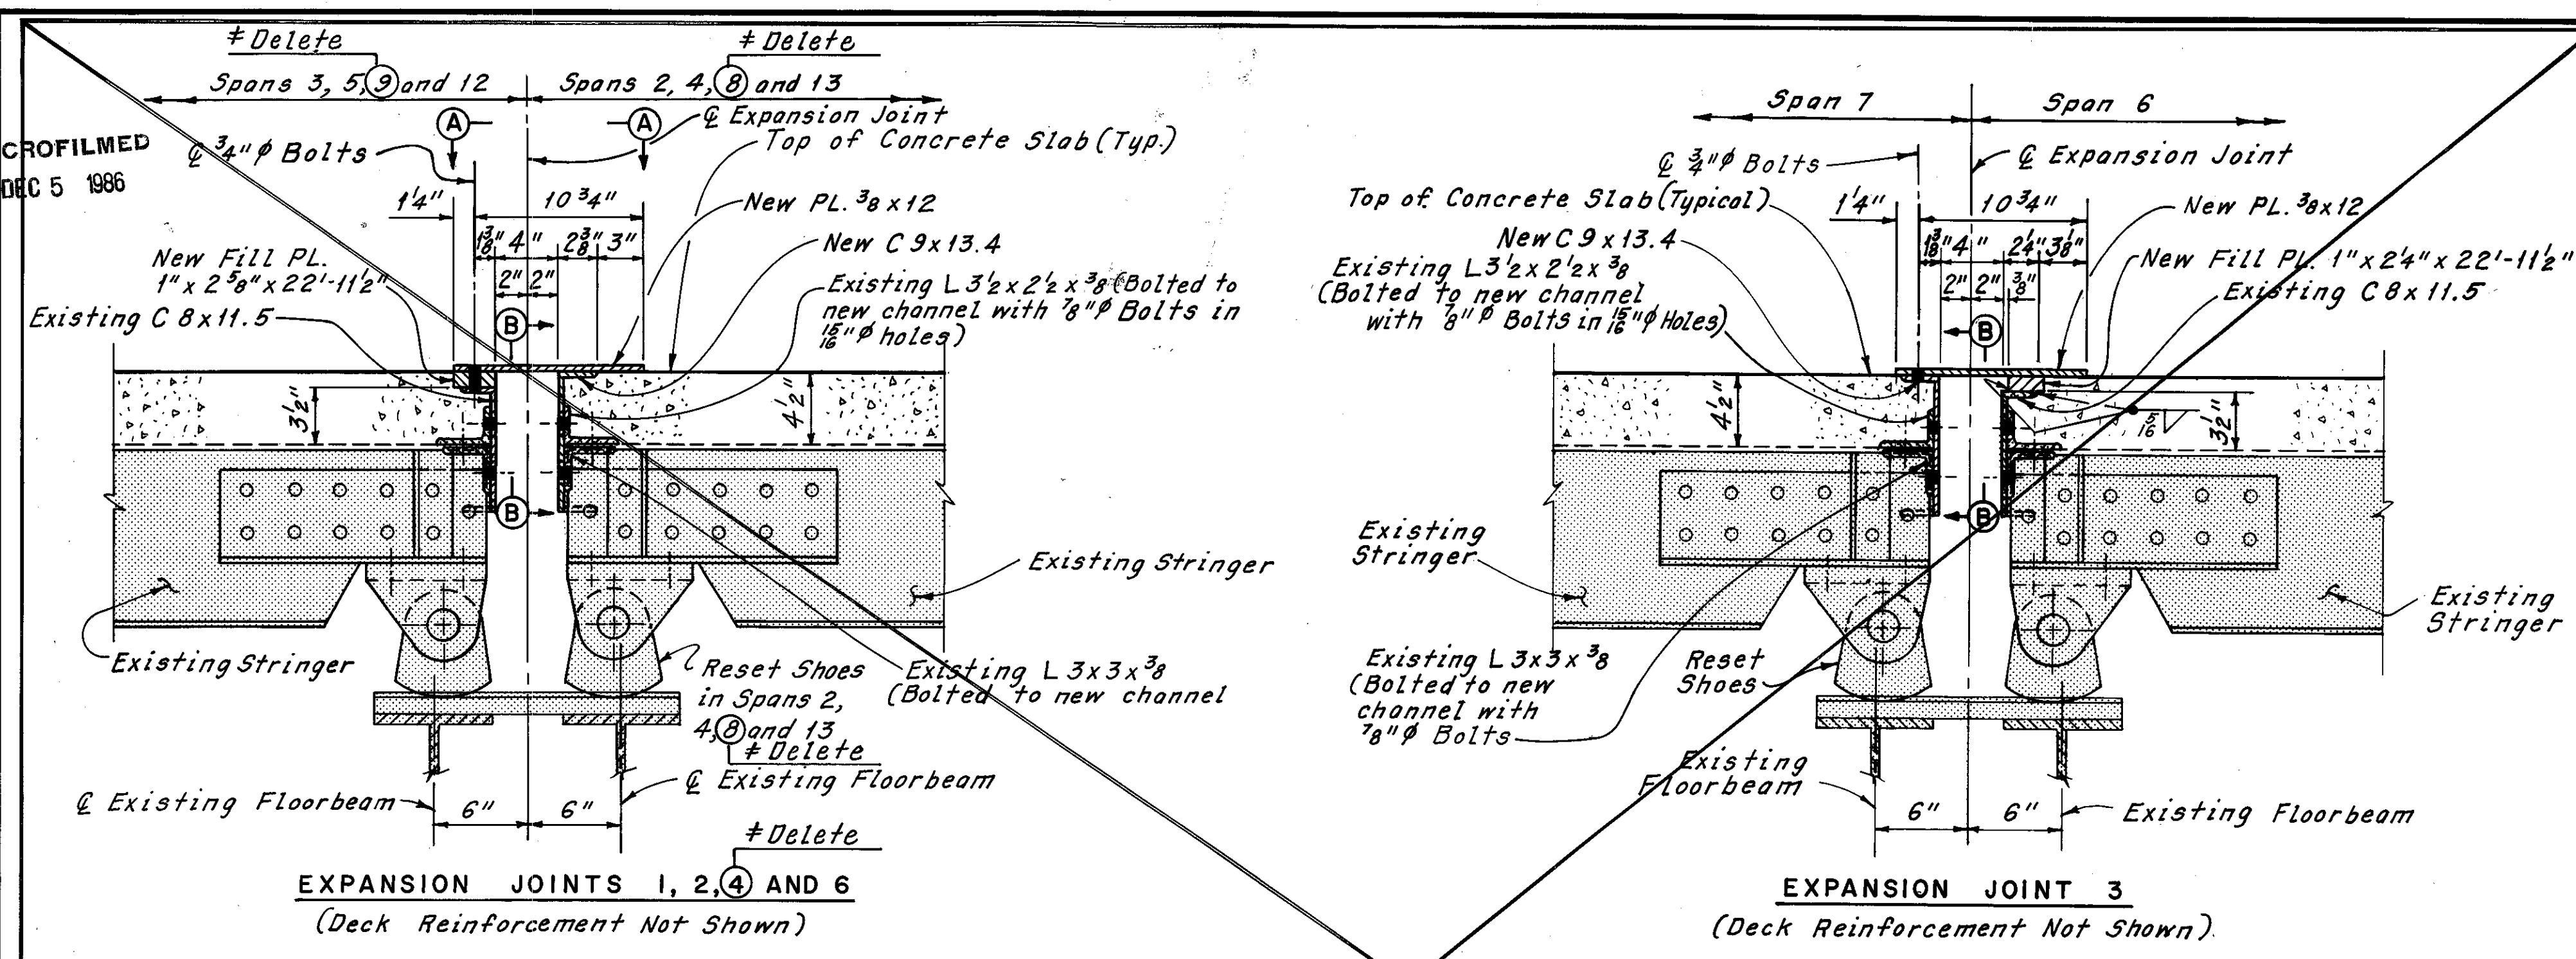 ≠ Delete
≠ Delete
Spans 3, 5, 9 and 12
Spans 2, 4, 8 and 13
A
A
℄ Expansion Joint
Top of Concrete Slab (Typ.)
CROFILMED
DEC 5 1986
℄ 3/4"φ Bolts
1 1/4"
10 3/4"
New PL. 3/8 x 12
1 3/8"
4"
2 3/8"
3"
New C 9 x 13.4
New Fill PL.
1" x 2 5/8" x 22'-11 1/2"
2"
2"
Existing L 3 1/2 x 2 1/2 x 3/8 (Bolted to
new channel with 7/8"φ Bolts in
15/16"φ holes)
Existing C 8 x 11.5
B
3 1/2"
4 1/2"
B
Existing Stringer
Existing Stringer
Reset Shoes
in Spans 2,
4, 8 and 13
≠ Delete
Existing L 3 x 3 x 3/8
(Bolted to new channel
℄ Existing Floorbeam
℄ Existing Floorbeam
6"
6"
≠ Delete
EXPANSION JOINTS 1, 2, 4 AND 6
(Deck Reinforcement Not Shown)
Span 7
Span 6
℄ 3/4"φ Bolts
℄ Expansion Joint
Top of Concrete Slab (Typical)
1 1/4"
10 3/4"
New PL. 3/8 x 12
New C 9 x 13.4
1 3/8"
4"
2 1/4"
3 1/8"
New Fill PL. 1" x 2 1/4" x 22'-11 1/2"
Existing L 3 1/2 x 2 1/2 x 3/8
(Bolted to new channel
with 7/8"φ Bolts in 15/16"φ Holes)
2"
2"
3/8"
Existing C 8 x 11.5
B
4 1/2"
5/16
3 1/2"
B
Existing
Stringer
Existing
Stringer
Existing L 3 x 3 x 3/8
(Bolted to new
channel with
7/8"φ Bolts
Reset
Shoes
Existing
Floorbeam
6"
6"
Existing Floorbeam
EXPANSION JOINT 3
(Deck Reinforcement Not Shown).